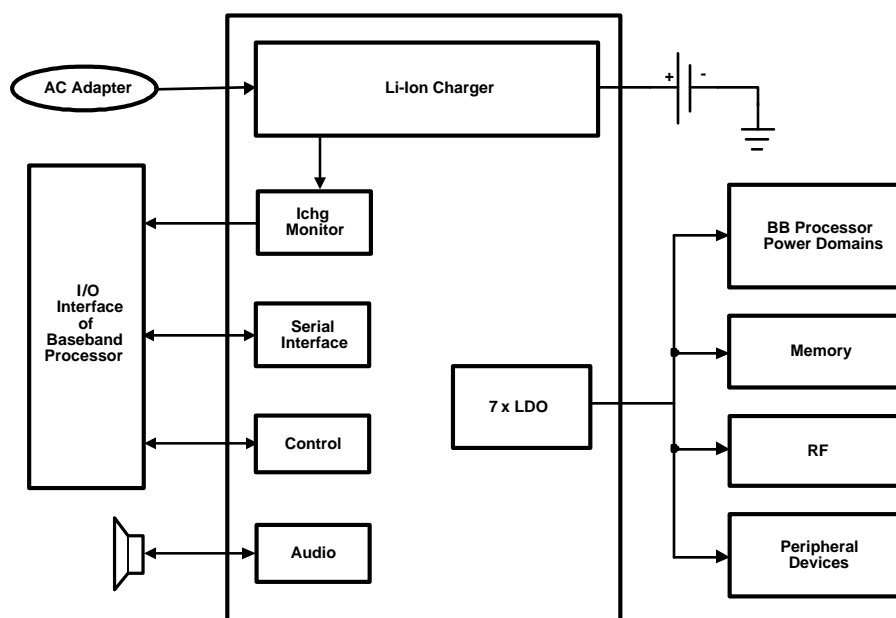 AC Adapter
Li-Ion Charger
+
-
Ichg
Monitor
I/O
Interface
of
Baseband
Processor
Serial
Interface
Control
Audio
7 x LDO
BB Processor
Power Domains
Memory
RF
Peripheral
Devices